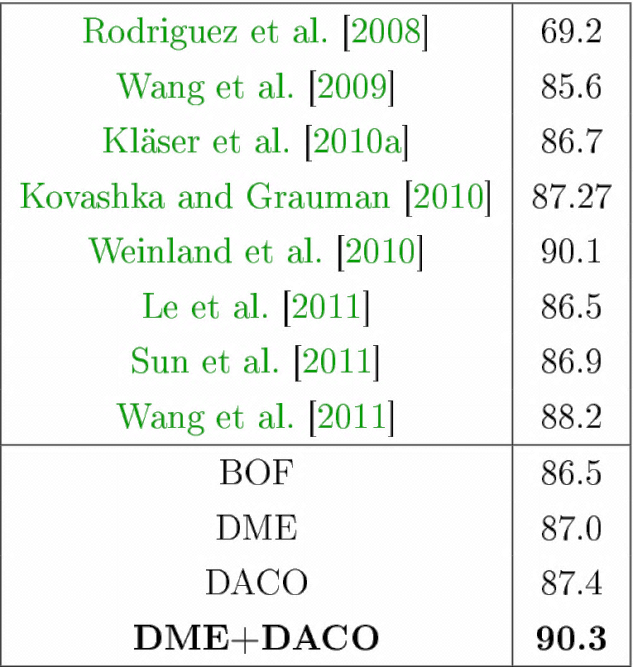 Rodriguez et al. [2008] 69.2
Wang et al. [2009] 85.6
Kläser et al. [2010a] 86.7
Kovashka and Grauman [2010] 87.27
Weinland et al. [2010] 90.1
Le et al. [2011] 86.5
Sun et al. [2011] 86.9
Wang et al. [2011] 88.2
BOF 86.5
DME 87.0
DACO 87.4
DME+DACO 90.3